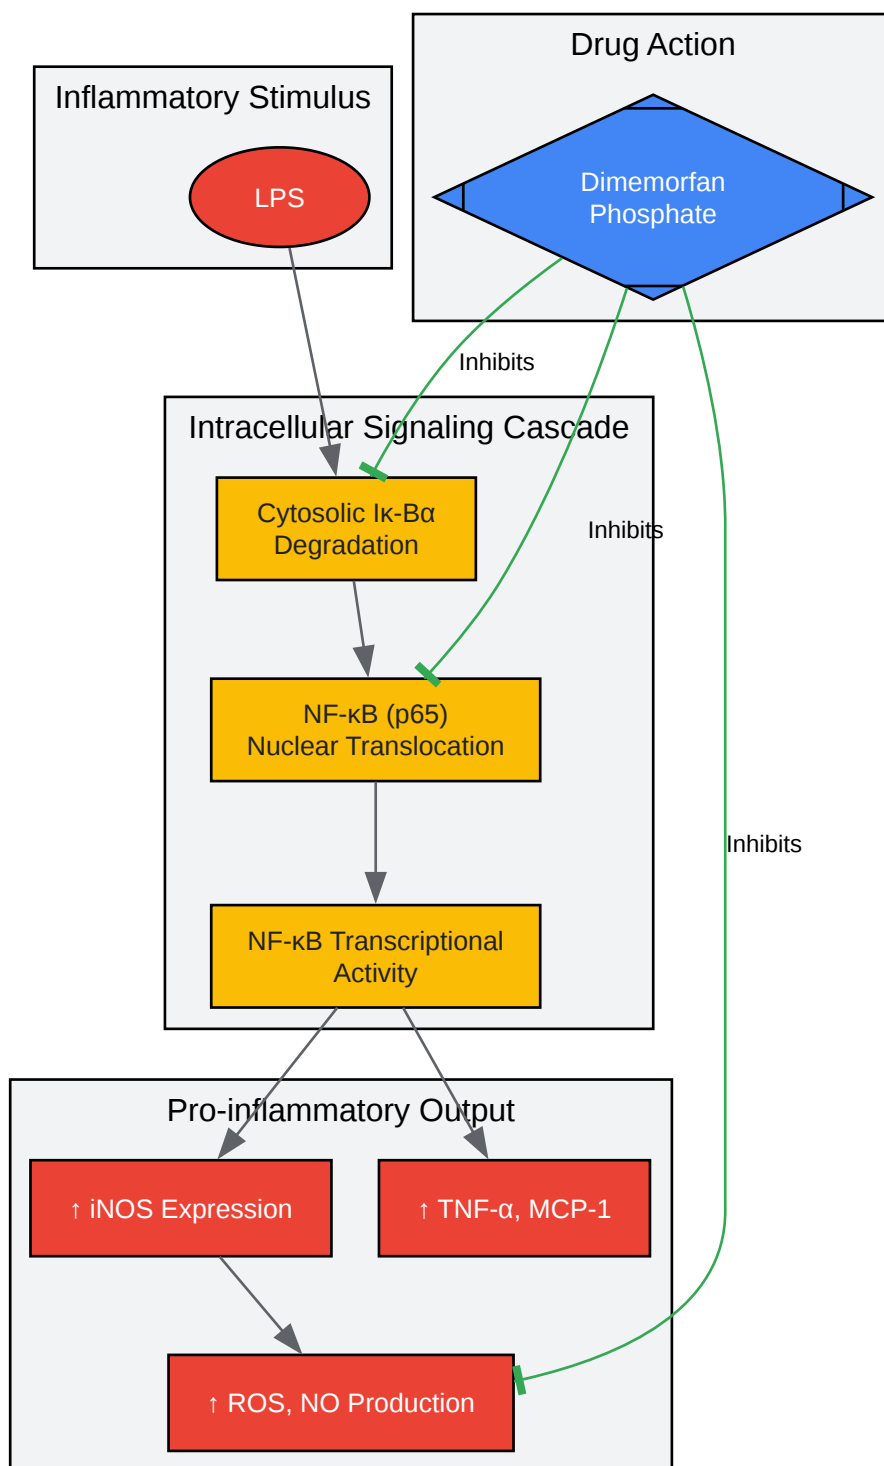 Drug Action
Inflammatory Stimulus
Dimemorfan
Phosphate
LPS
Inhibits
Intracellular Signaling Cascade
Cytosolic Iκ-Bα
Degradation
Inhibits
NF-κB (p65)
Nuclear Translocation
Inhibits
NF-κB Transcriptional
Activity
Pro-inflammatory Output
↑ iNOS Expression
↑ TNF-α, MCP-1
↑ ROS, NO Production